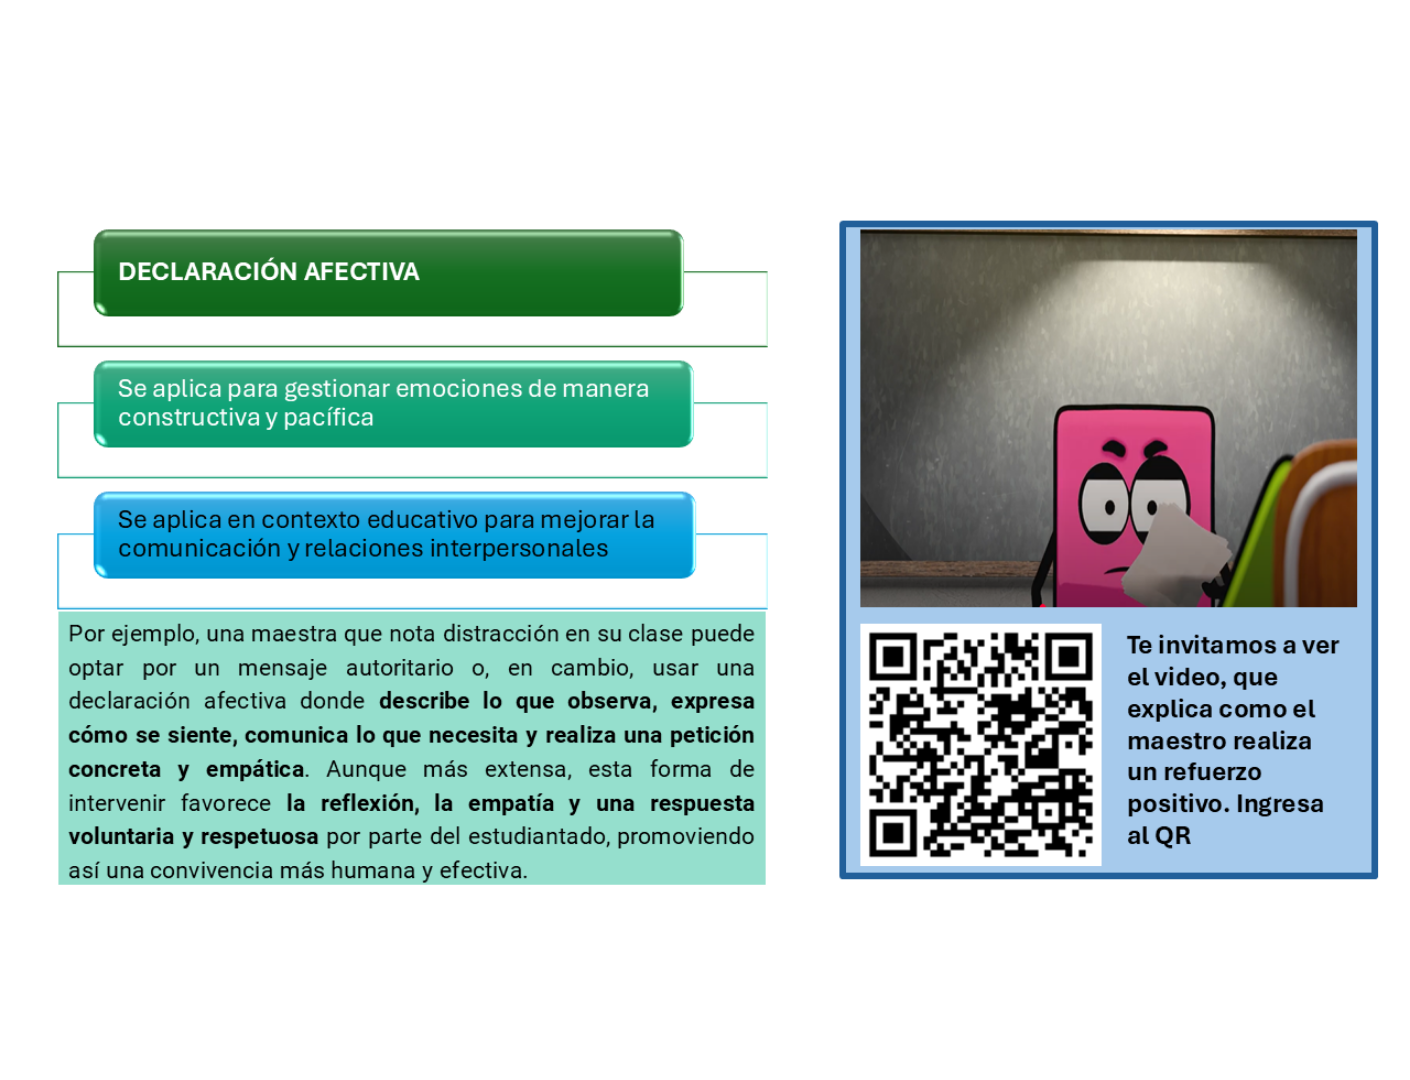 DECLARACIÓN AFECTIVA
Se aplica para gestionar emociones de manera
constructiva y pacífica
Se aplica en contexto educativo para mejorar la
comunicación y relaciones interpersonales
Por ejemplo, una maestra que nota distracción en su clase puede
optar por un mensaje autoritario o, en cambio, usar una
declaración afectiva donde describe lo que observa, expresa
cómo se siente, comunica lo que necesita y realiza una petición
concreta y empática. Aunque más extensa, esta forma de
intervenir favorece la reflexión, la empatía y una respuesta
voluntaria y respetuosa por parte del estudiantado, promoviendo
así una convivencia más humana y efectiva.
Te invitamos a ver
el video, que
explica como el
maestro realiza
un refuerzo
positivo. Ingresa
al QR